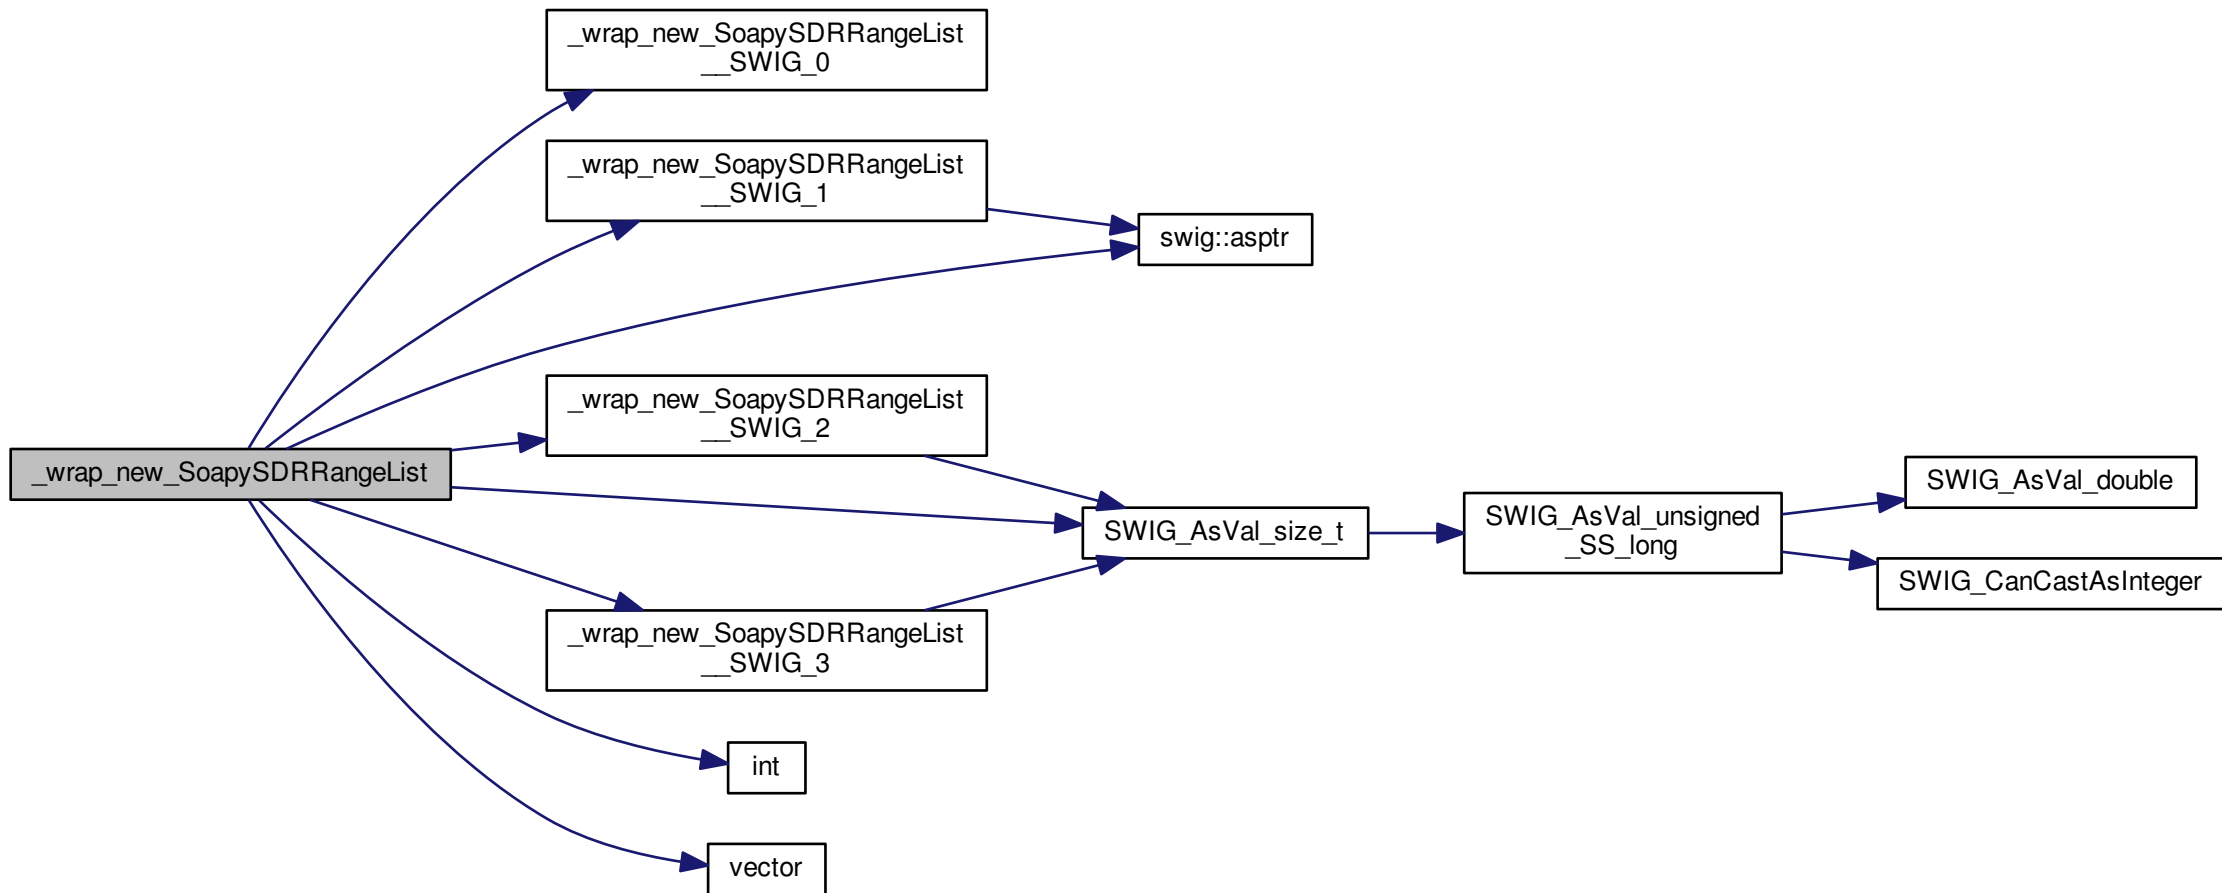 _wrap_new_SoapySDRRangeList
__SWIG_0
_wrap_new_SoapySDRRangeList
__SWIG_1
swig::asptr
_wrap_new_SoapySDRRangeList
__SWIG_2
_wrap_new_SoapySDRRangeList
SWIG_AsVal_size_t
SWIG_AsVal_unsigned
_SS_long
SWIG_AsVal_double
SWIG_CanCastAsInteger
_wrap_new_SoapySDRRangeList
__SWIG_3
int
vector